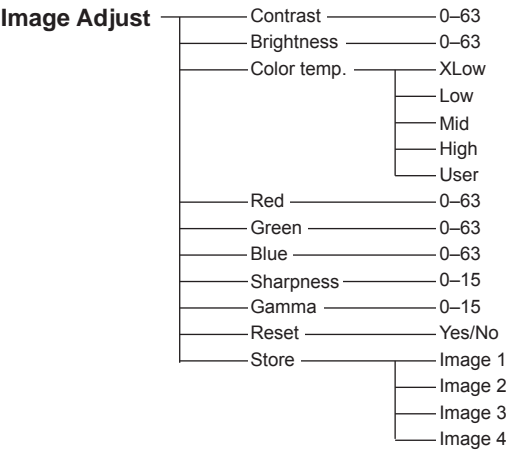 Image Adjust Contrast 0–63
Brightness 0–63
Color temp. XLow
Low
Mid
High
User
Red 0–63
Green 0–63
Blue 0–63
Sharpness 0–15
Gamma 0–15
Reset Yes/No
Store Image 1
Image 2
Image 3
Image 4